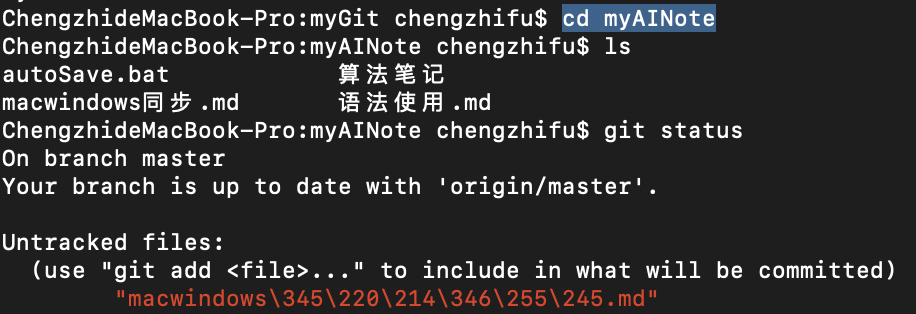 ChengzhideMacBook-Pro:myGit chengzhifu$ cd myAINote
ChengzhideMacBook-Pro:myAINote chengzhifu$ ls
autoSave.bat 算法笔记
macwindows同步.md 语法使用.md
ChengzhideMacBook-Pro:myAINote chengzhifu$ git status
On branch master
Your branch is up to date with 'origin/master'.
Untracked files:
(use "git add <file>..." to include in what will be committed)
"macwindows\345\220\214\346\255\245.md"